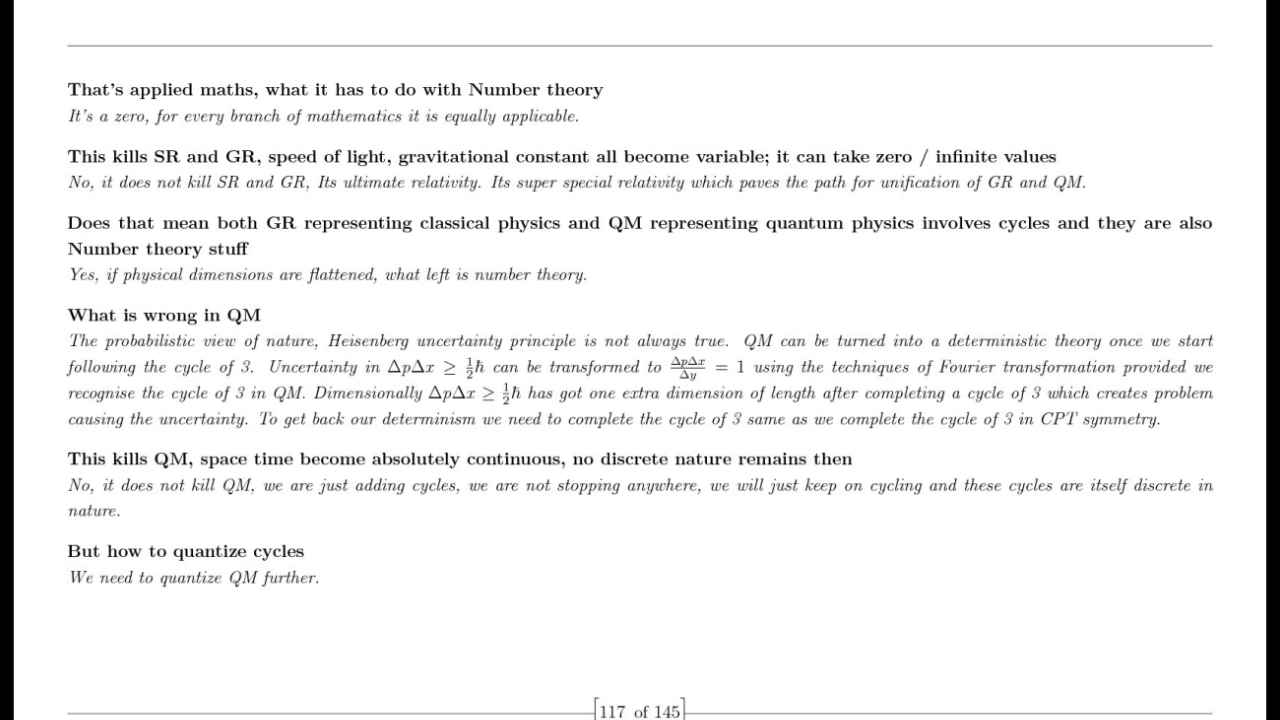 That's applied maths, what it has to do with Number theory
It's a zero, for every branch of mathematics it is equally applicable.
This kills SR and GR, speed of light, gravitational constant all become variable; it can take zero / infinite values
No, it does not kill SR and GR, Its ultimate relativity. Its super special relativity which paves the path for unification of GR and QM.
Does that mean both GR representing classical physics and QM representing quantum physics involves cycles and they are also
Number theory stuff
Yes, if physical dimensions are flattened, what left is number theory.
What is wrong in QM
The probabilistic view of nature, Heisenberg uncertainty principle is not always true. QM can be turned into a deterministic theory once we start
following the cycle of 3. Uncertainty in ΔpΔx ≥ ½ℏ can be transformed to ΔpΔx/Δy = 1 using the techniques of Fourier transformation provided we
recognise the cycle of 3 in QM. Dimensionally ΔpΔx ≥ ½ℏ has got one extra dimension of length after completing a cycle of 3 which creates problem
causing the uncertainty. To get back our determinism we need to complete the cycle of 3 same as we complete the cycle of 3 in CPT symmetry.
This kills QM, space time become absolutely continuous, no discrete nature remains then
No, it does not kill QM, we are just adding cycles, we are not stopping anywhere, we will just keep on cycling and these cycles are itself discrete in
nature.
But how to quantize cycles
We need to quantize QM further.
[117 of 145]